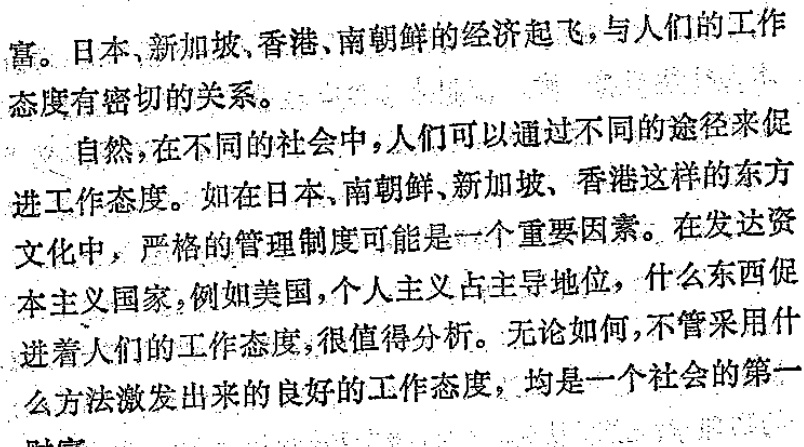 富。日本、新加坡、香港、南朝鲜的经济起飞，与人们的工作
态度有密切的关系。
自然，在不同的社会中，人们可以通过不同的途径来促
进工作态度。如在日本、南朝鲜、新加坡、香港这样的东方
文化中，严格的管理制度可能是一个重要因素。在发达资
本主义国家，例如美国，个人主义占主导地位，什么东西促
进着人们的工作态度，很值得分析。无论如何，不管采用什
么方法激发出来的良好的工作态度，均是一个社会的第一